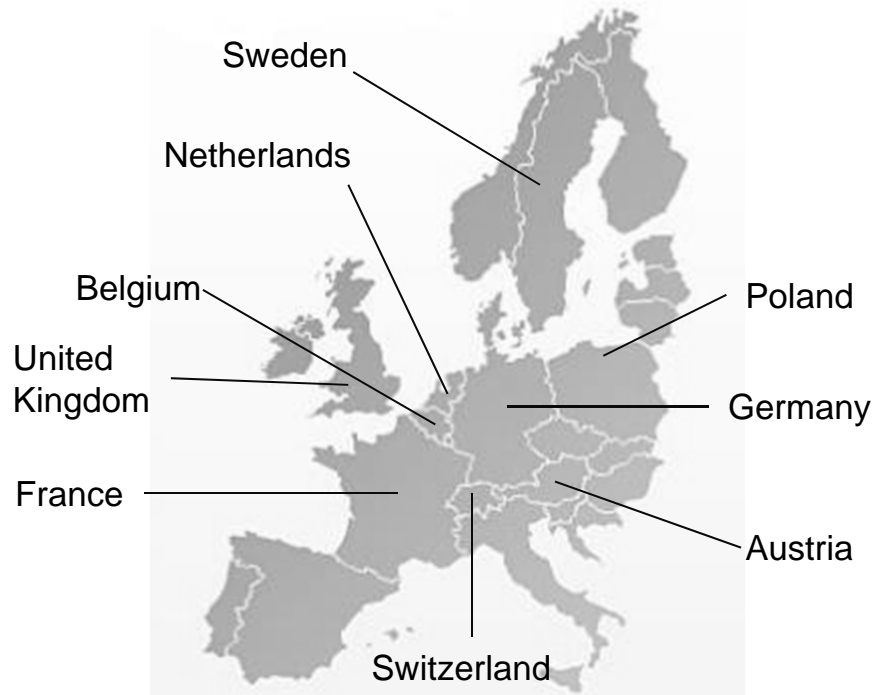 Sweden
Netherlands
Belgium
Poland
United
Kingdom
Germany
France
Austria
Switzerland